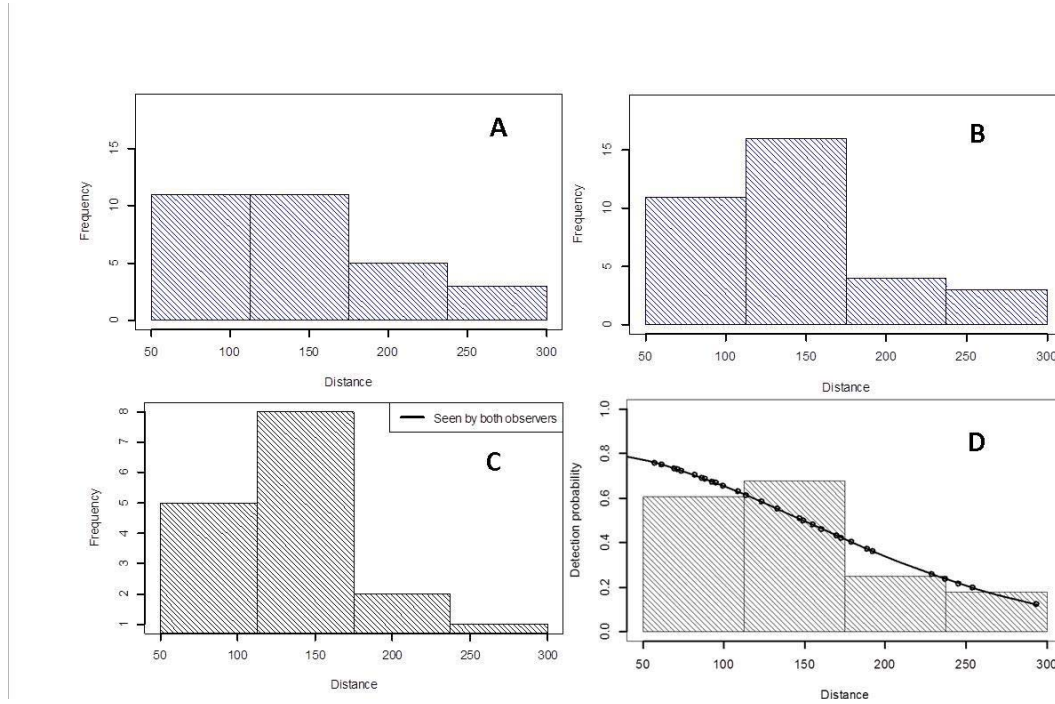 A
Frequency
15
10
5
0
50 100 150 200 250 300
Distance
B
Frequency
15
10
5
0
50 100 150 200 250 300
Distance
Seen by both observers
C
Frequency
8
7
6
5
4
3
2
1
50 100 150 200 250 300
Distance
D
Detection probability
1.0
0.8
0.6
0.4
0.2
0.0
50 100 150 200 250 300
Distance